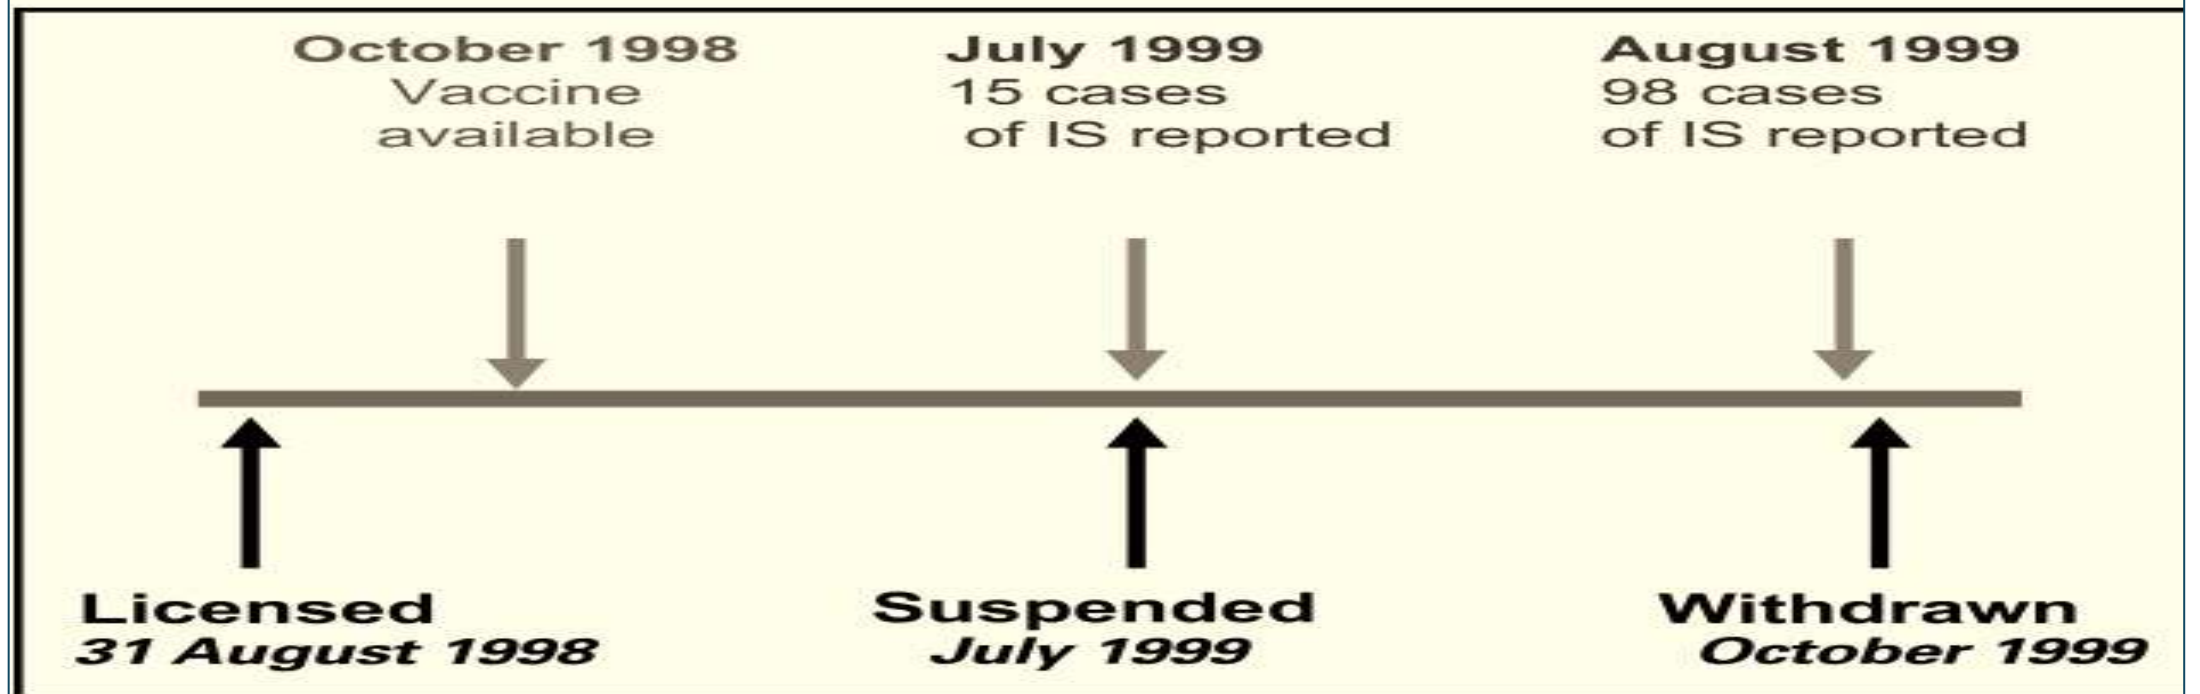 October 1998
Vaccine
available
July 1999
15 cases
of IS reported
August 1999
98 cases
of IS reported
Licensed
31 August 1998
Suspended
July 1999
Withdrawn
October 1999